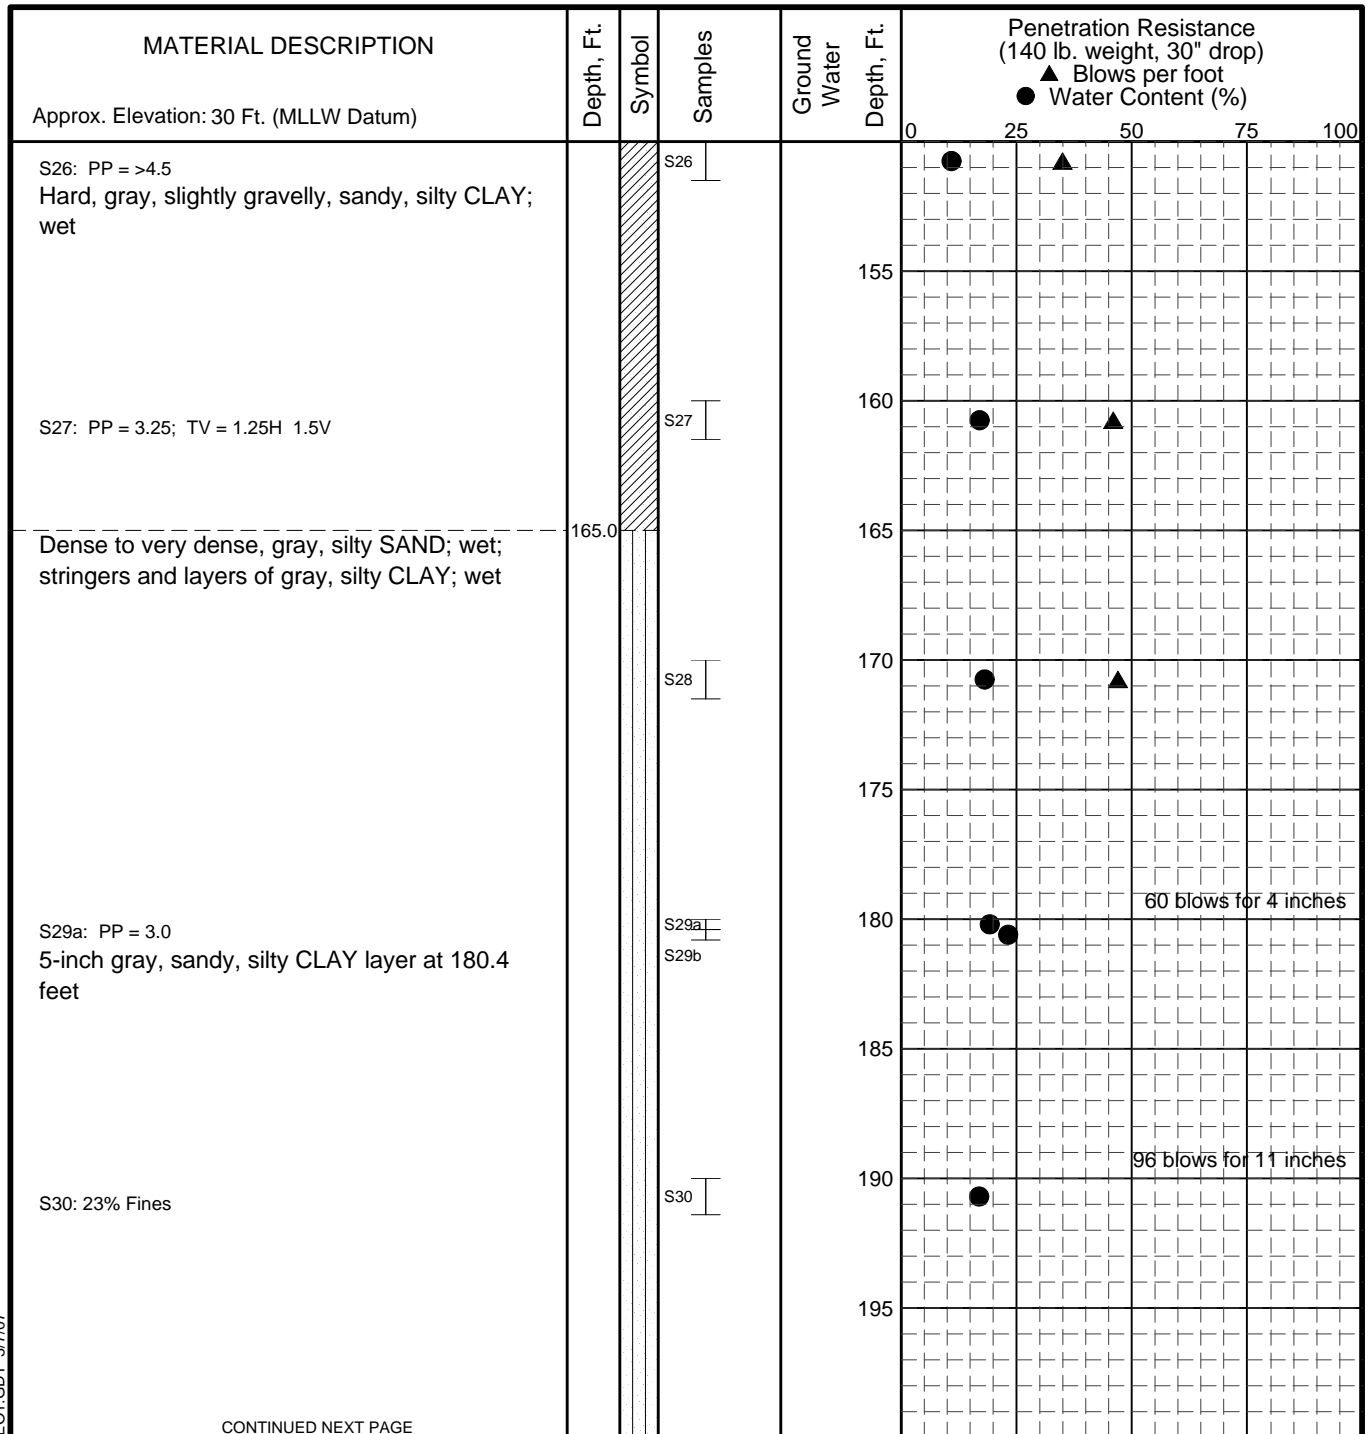 MATERIAL DESCRIPTION
Approx. Elevation: 30 Ft. (MLLW Datum)
Depth, Ft.
Symbol
Samples
Ground
Water
Depth, Ft.
Penetration Resistance
(140 lb. weight, 30" drop)
▲ Blows per foot
● Water Content (%)
0 25 50 75 100
S26: PP = >4.5
S26
Hard, gray, slightly gravelly, sandy, silty CLAY;
wet
155
160
S27: PP = 3.25; TV = 1.25H 1.5V
S27
165.0
165
Dense to very dense, gray, silty SAND; wet;
stringers and layers of gray, silty CLAY; wet
170
S28
175
60 blows for 4 inches
180
S29a: PP = 3.0
S29a
5-inch gray, sandy, silty CLAY layer at 180.4
feet
S29b
185
96 blows for 11 inches
190
S30: 23% Fines
S30
195
CONTINUED NEXT PAGE